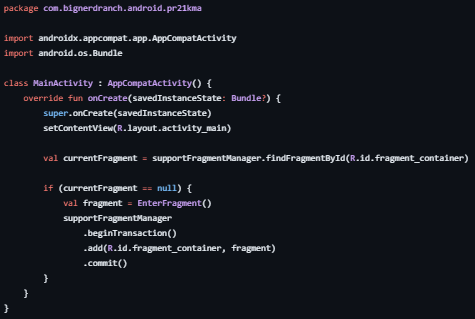 package com.bignerdranch.android.pr21kma

import androidx.appcompat.app.AppCompatActivity
import android.os.Bundle

class MainActivity : AppCompatActivity() {
    override fun onCreate(savedInstanceState: Bundle?) {
        super.onCreate(savedInstanceState)
        setContentView(R.layout.activity_main)

        val currentFragment = supportFragmentManager.findFragmentById(R.id.fragment_container)

        if (currentFragment == null) {
            val fragment = EnterFragment()
            supportFragmentManager
                .beginTransaction()
                .add(R.id.fragment_container, fragment)
                .commit()
        }
    }
}